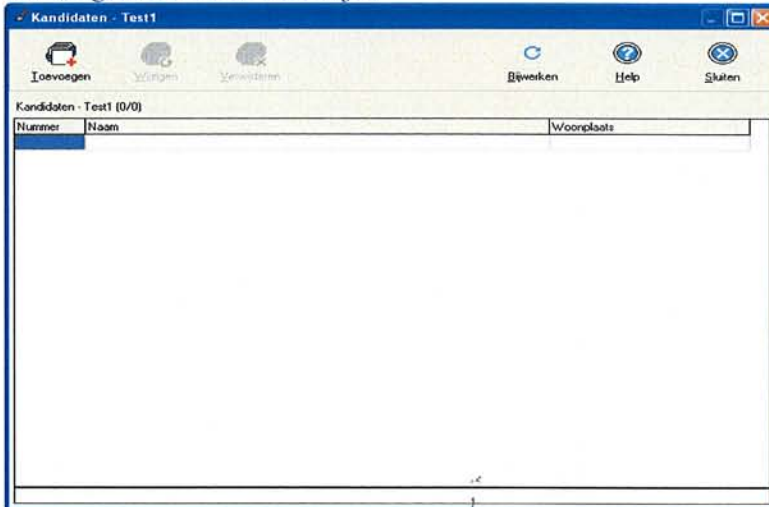 Kandidaten - Test1
Toevoegen Wijzigen Verwijderen Bijwerken Help Sluiten
Kandidaten - Test1 (0/0)
Nummer Naam Woonplaats